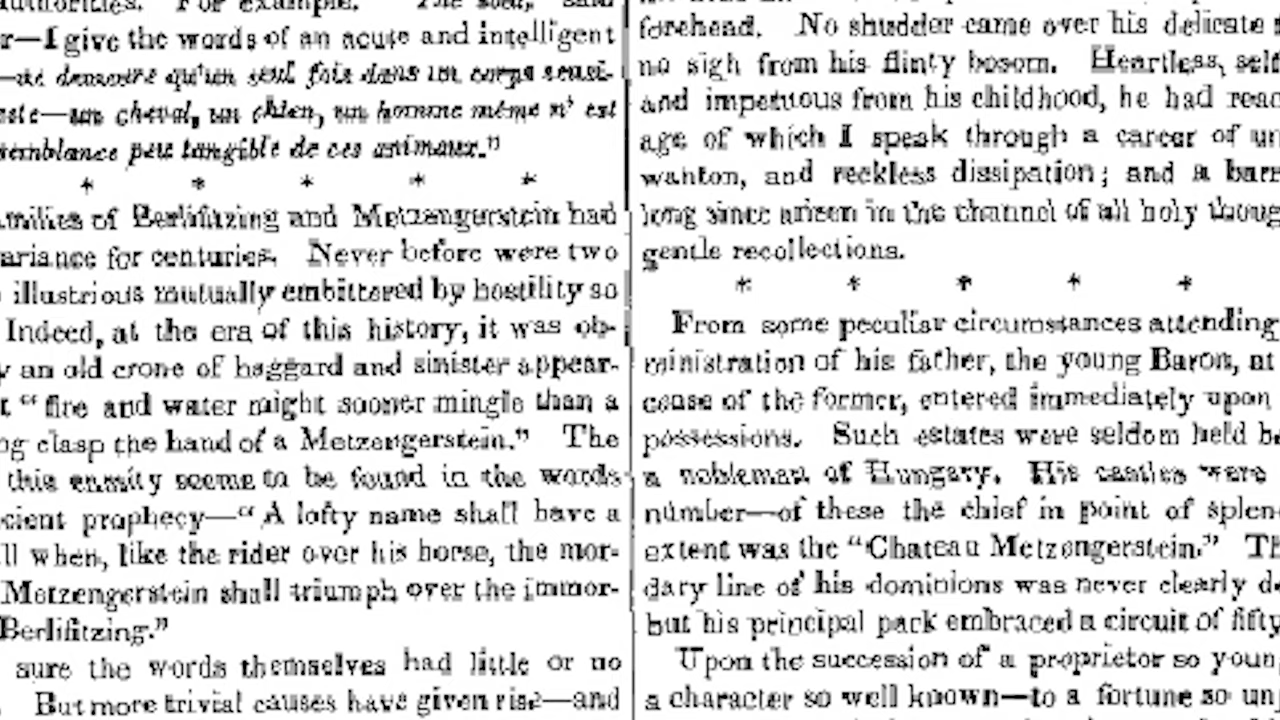 authorities. For example. "The soul," said
r—I give the words of an acute and intelligent
—ne demeure qu'un seul fois dans un corps sensi-
este—un cheval, un chien, un homme même n' est
semblance peu tangible de ces animaux."
* * * * *
amilies of Berlifitzing and Metzengerstein had
ariance for centuries. Never before were two
illustrious mutually embittered by hostility so
Indeed, at the era of this history, it was ob-
y an old crone of haggard and sinister appear-
t "fire and water might sooner mingle than a
ng clasp the hand of a Metzengerstein." The
this enmity seems to be found in the words
cient prophecy—"A lofty name shall have a
ll when, like the rider over his horse, the mor-
Metzengerstein shall triumph over the immor-
Berlifitzing."
sure the words themselves had little or no
But more trivial causes have given rise—and
forehead. No shudder came over his delicate
no sigh from his flinty bosom. Heartless, self
and impetuous from his childhood, he had reac
age of which I speak through a career of un
wanton, and reckless dissipation; and a barr
long since arisen in the channel of all holy thoug
gentle recollections.
* * * * *
From some peculiar circumstances attending
ministration of his father, the young Baron, at
cease of the former, entered immediately upon
possessions. Such estates were seldom held be
a nobleman of Hungary. His castles were
number—of these the chief in point of splen
extent was the "Chateau Metzengerstein." Th
dary line of his dominions was never clearly de
but his principal park embraced a circuit of fifty
Upon the succession of a proprietor so young
a character so well known—to a fortune so un